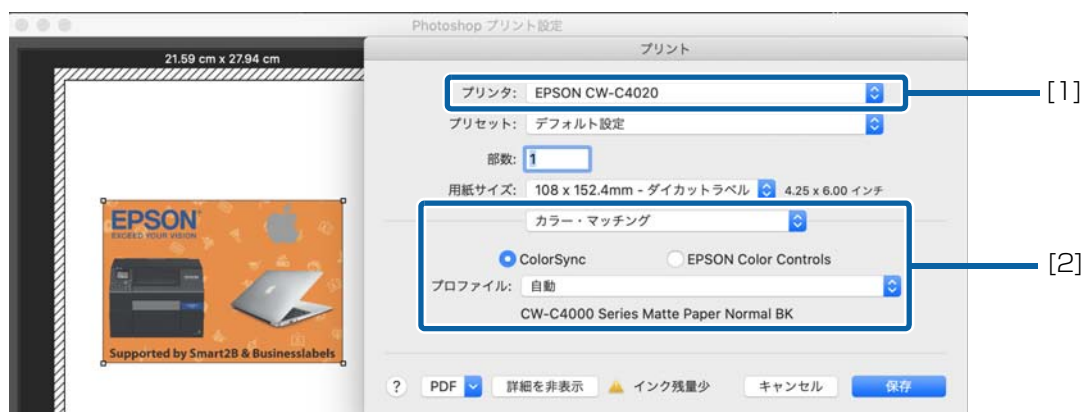 Photoshop プリント設定
21.59 cm x 27.94 cm
プリント
プリンタ: EPSON CW-C4020
[1]
プリセット: デフォルト設定
部数: 1
用紙サイズ: 108 x 152.4mm - ダイカットラベル 4.25 x 6.00 インチ
カラー・マッチング
ColorSync EPSON Color Controls
[2]
プロファイル: 自動
CW-C4000 Series Matte Paper Normal BK
EPSON
EXCEED YOUR VISION
Supported by Smart2B & Businesslabels
? PDF 詳細を非表示 インク残量少 キャンセル 保存